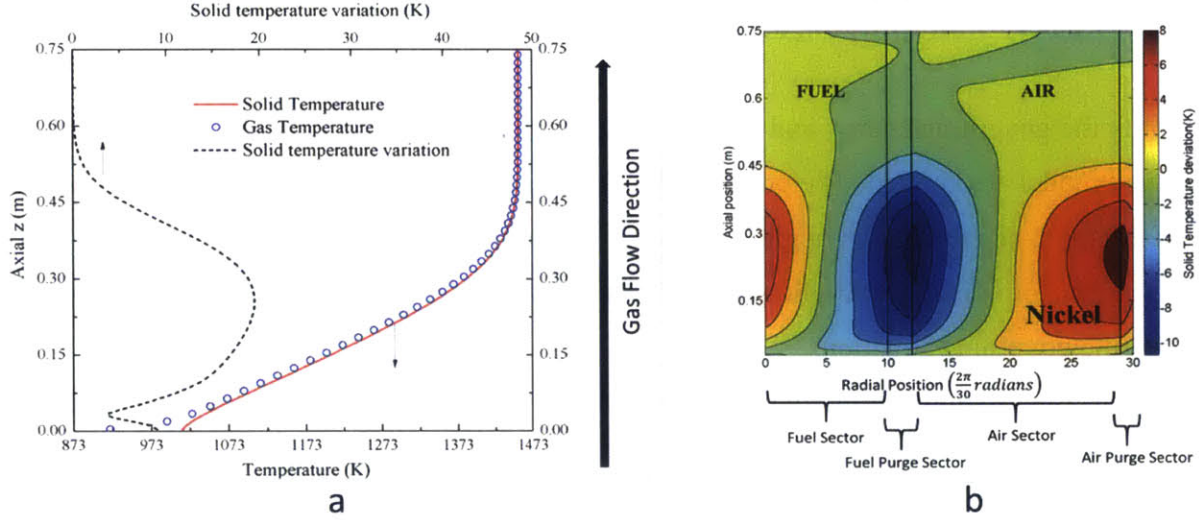 Solid temperature variation (K)
0 10 20 30 40 50
0.75
0.60
0.45
0.30
0.15
0.00
Axial z (m)
Solid Temperature
Gas Temperature
Solid temperature variation
0.75
0.60
0.45
0.30
0.15
0.00
873 973 1073 1173 1273 1373 1473
Temperature (K)
a
Gas Flow Direction
0.75
0.6
0.45
0.3
0.15
Axial position (m)
FUEL AIR
Nickel
0 5 10 15 20 25 30
Radial Position (2π/30 radians)
8
6
4
2
0
-2
-4
-6
-8
-10
Solid Temperature deviation(K)
Fuel Sector
Fuel Purge Sector
Air Sector
Air Purge Sector
b